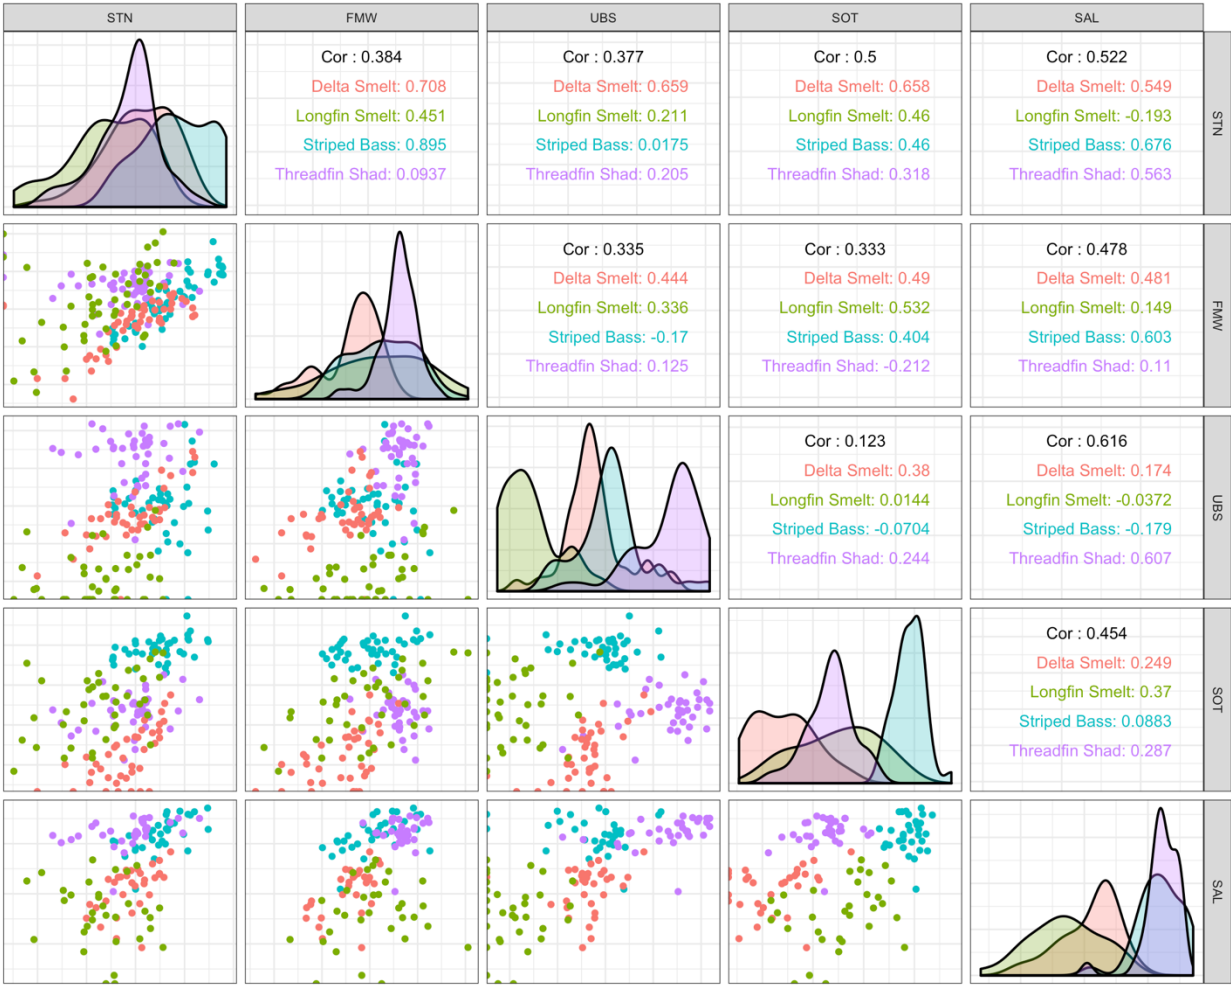 STN
FMW
UBS
SOT
SAL
Cor : 0.384
Delta Smelt: 0.708
Longfin Smelt: 0.451
Striped Bass: 0.895
Threadfin Shad: 0.0937
Cor : 0.377
Delta Smelt: 0.659
Longfin Smelt: 0.211
Striped Bass: 0.0175
Threadfin Shad: 0.205
Cor : 0.5
Delta Smelt: 0.658
Longfin Smelt: 0.46
Striped Bass: 0.46
Threadfin Shad: 0.318
Cor : 0.522
Delta Smelt: 0.549
Longfin Smelt: -0.193
Striped Bass: 0.676
Threadfin Shad: 0.563
STN
Cor : 0.335
Delta Smelt: 0.444
Longfin Smelt: 0.336
Striped Bass: -0.17
Threadfin Shad: 0.125
Cor : 0.333
Delta Smelt: 0.49
Longfin Smelt: 0.532
Striped Bass: 0.404
Threadfin Shad: -0.212
Cor : 0.478
Delta Smelt: 0.481
Longfin Smelt: 0.149
Striped Bass: 0.603
Threadfin Shad: 0.11
FMW
Cor : 0.123
Delta Smelt: 0.38
Longfin Smelt: 0.0144
Striped Bass: -0.0704
Threadfin Shad: 0.244
Cor : 0.616
Delta Smelt: 0.174
Longfin Smelt: -0.0372
Striped Bass: -0.179
Threadfin Shad: 0.607
UBS
Cor : 0.454
Delta Smelt: 0.249
Longfin Smelt: 0.37
Striped Bass: 0.0883
Threadfin Shad: 0.287
SOT
SAL